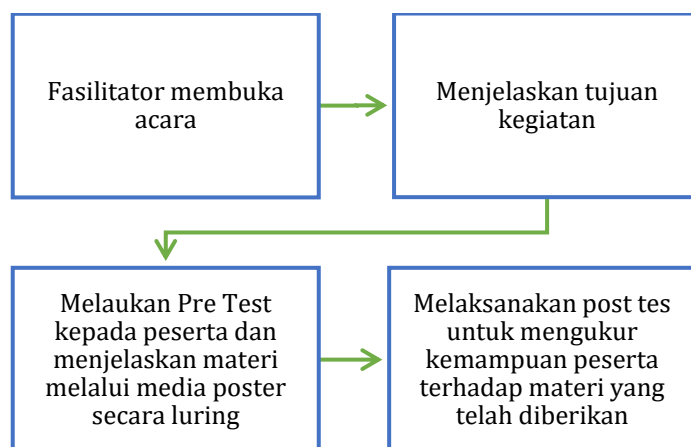 Fasilitator membuka
acara
Menjelaskan tujuan
kegiatan
Melaukan Pre Test
kepada peserta dan
menjelaskan materi
melalui media poster
secara luring
Melaksanakan post tes
untuk mengukur
kemampuan peserta
terhadap materi yang
telah diberikan